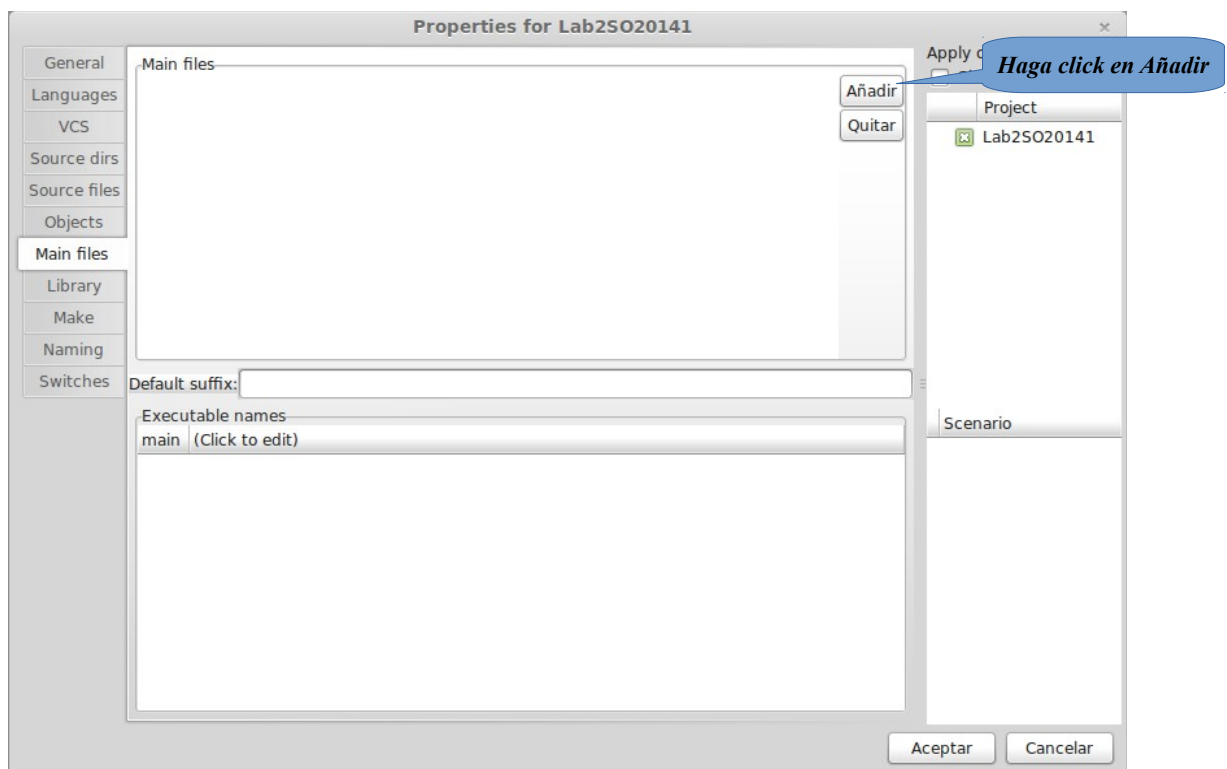 Properties for Lab2SO20141
General
Languages
VCS
Source dirs
Source files
Objects
Main files
Library
Make
Naming
Switches
Main files
Añadir
Quitar
Default suffix:
Executable names
main (Click to edit)
Apply
Haga click en Añadir
Project
Lab2SO20141
Scenario
Aceptar
Cancelar